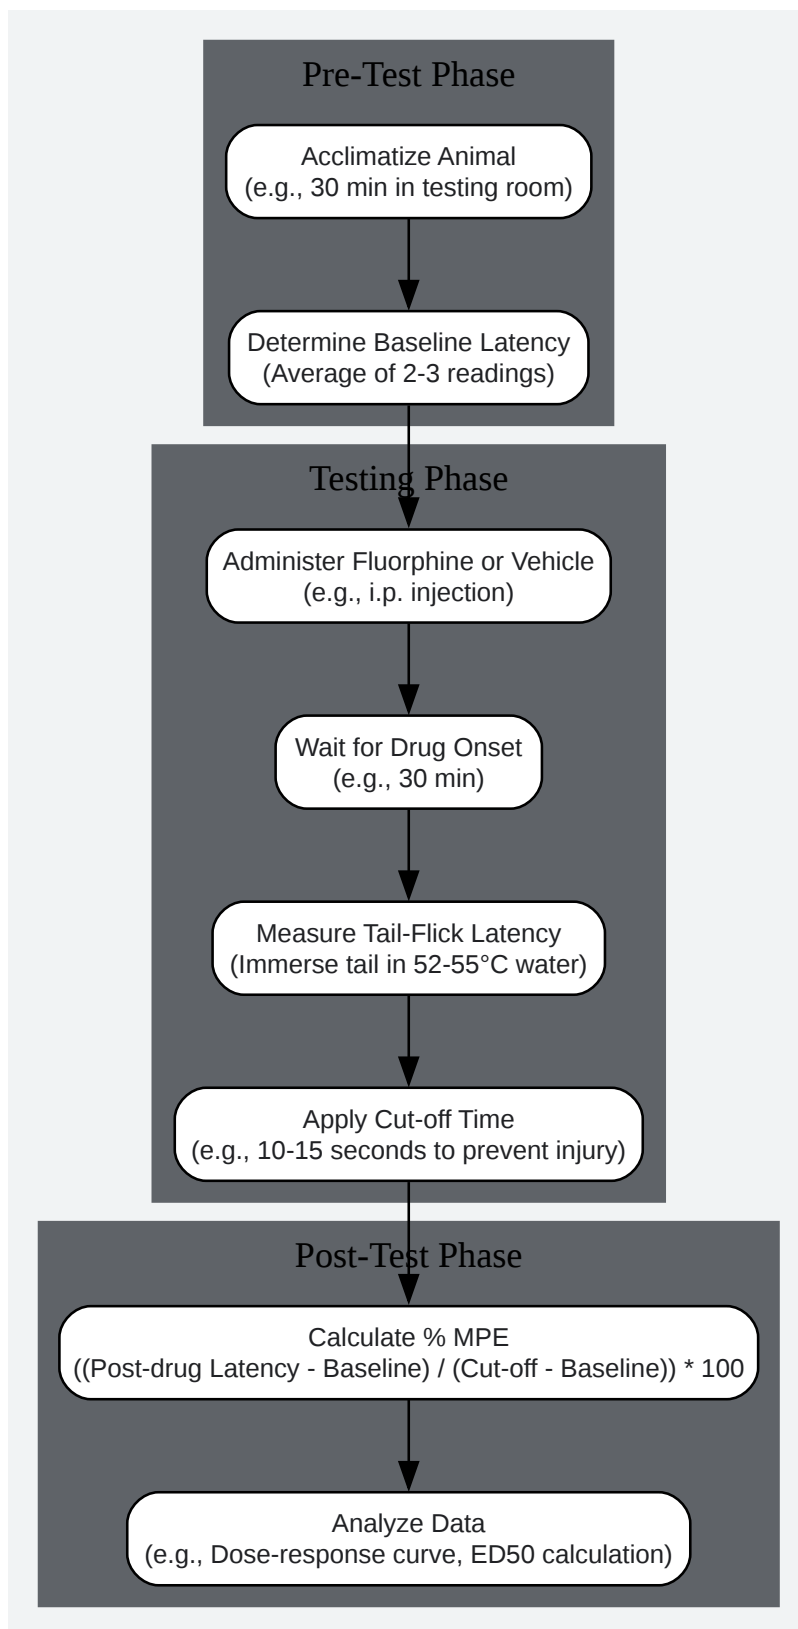 Pre-Test Phase
Acclimatize Animal
(e.g., 30 min in testing room)
Determine Baseline Latency
(Average of 2-3 readings)
Testing Phase
Administer Fluorphine or Vehicle
(e.g., i.p. injection)
Wait for Drug Onset
(e.g., 30 min)
Measure Tail-Flick Latency
(Immerse tail in 52-55°C water)
Apply Cut-off Time
(e.g., 10-15 seconds to prevent injury)
Post-Test Phase
Calculate % MPE
((Post-drug Latency - Baseline) / (Cut-off - Baseline)) * 100
Analyze Data
(e.g., Dose-response curve, ED50 calculation)